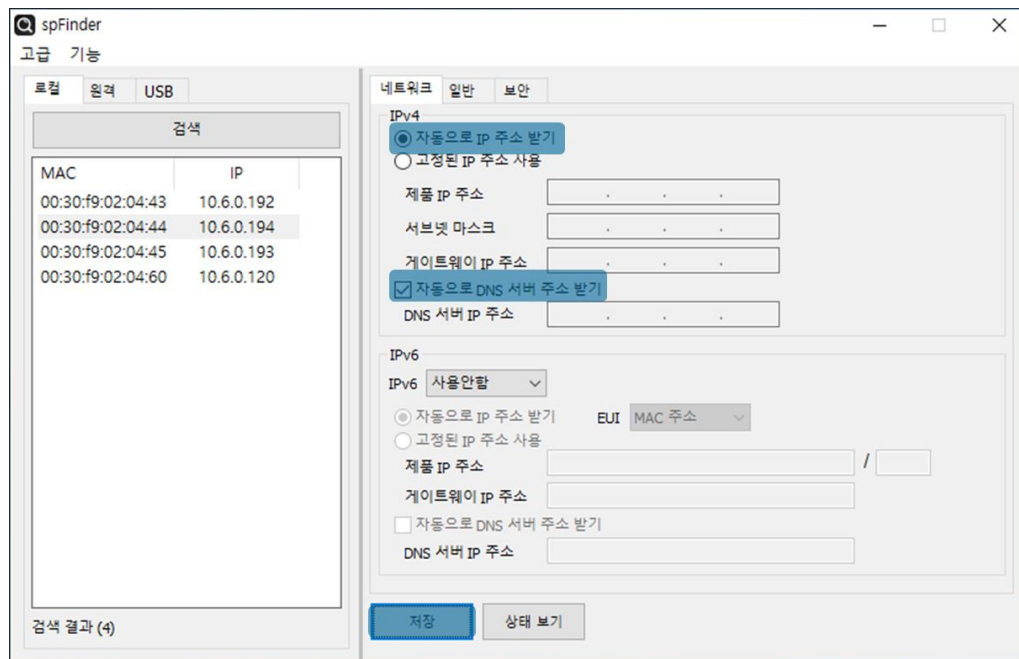 spFinder
고급 기능
로컬 원격 USB
검색
MAC IP
00:30:f9:02:04:43 10.6.0.192
00:30:f9:02:04:44 10.6.0.194
00:30:f9:02:04:45 10.6.0.193
00:30:f9:02:04:60 10.6.0.120
검색 결과 (4)
네트워크 일반 보안
IPv4
자동으로 IP 주소 받기
고정된 IP 주소 사용
제품 IP 주소 . . .
서브넷 마스크 . . .
게이트웨이 IP 주소 . . .
자동으로 DNS 서버 주소 받기
DNS 서버 IP 주소 . . .
IPv6
IPv6 사용안함
자동으로 IP 주소 받기 EUI MAC 주소
고정된 IP 주소 사용
제품 IP 주소 /
게이트웨이 IP 주소
자동으로 DNS 서버 주소 받기
DNS 서버 IP 주소
저장 상태 보기